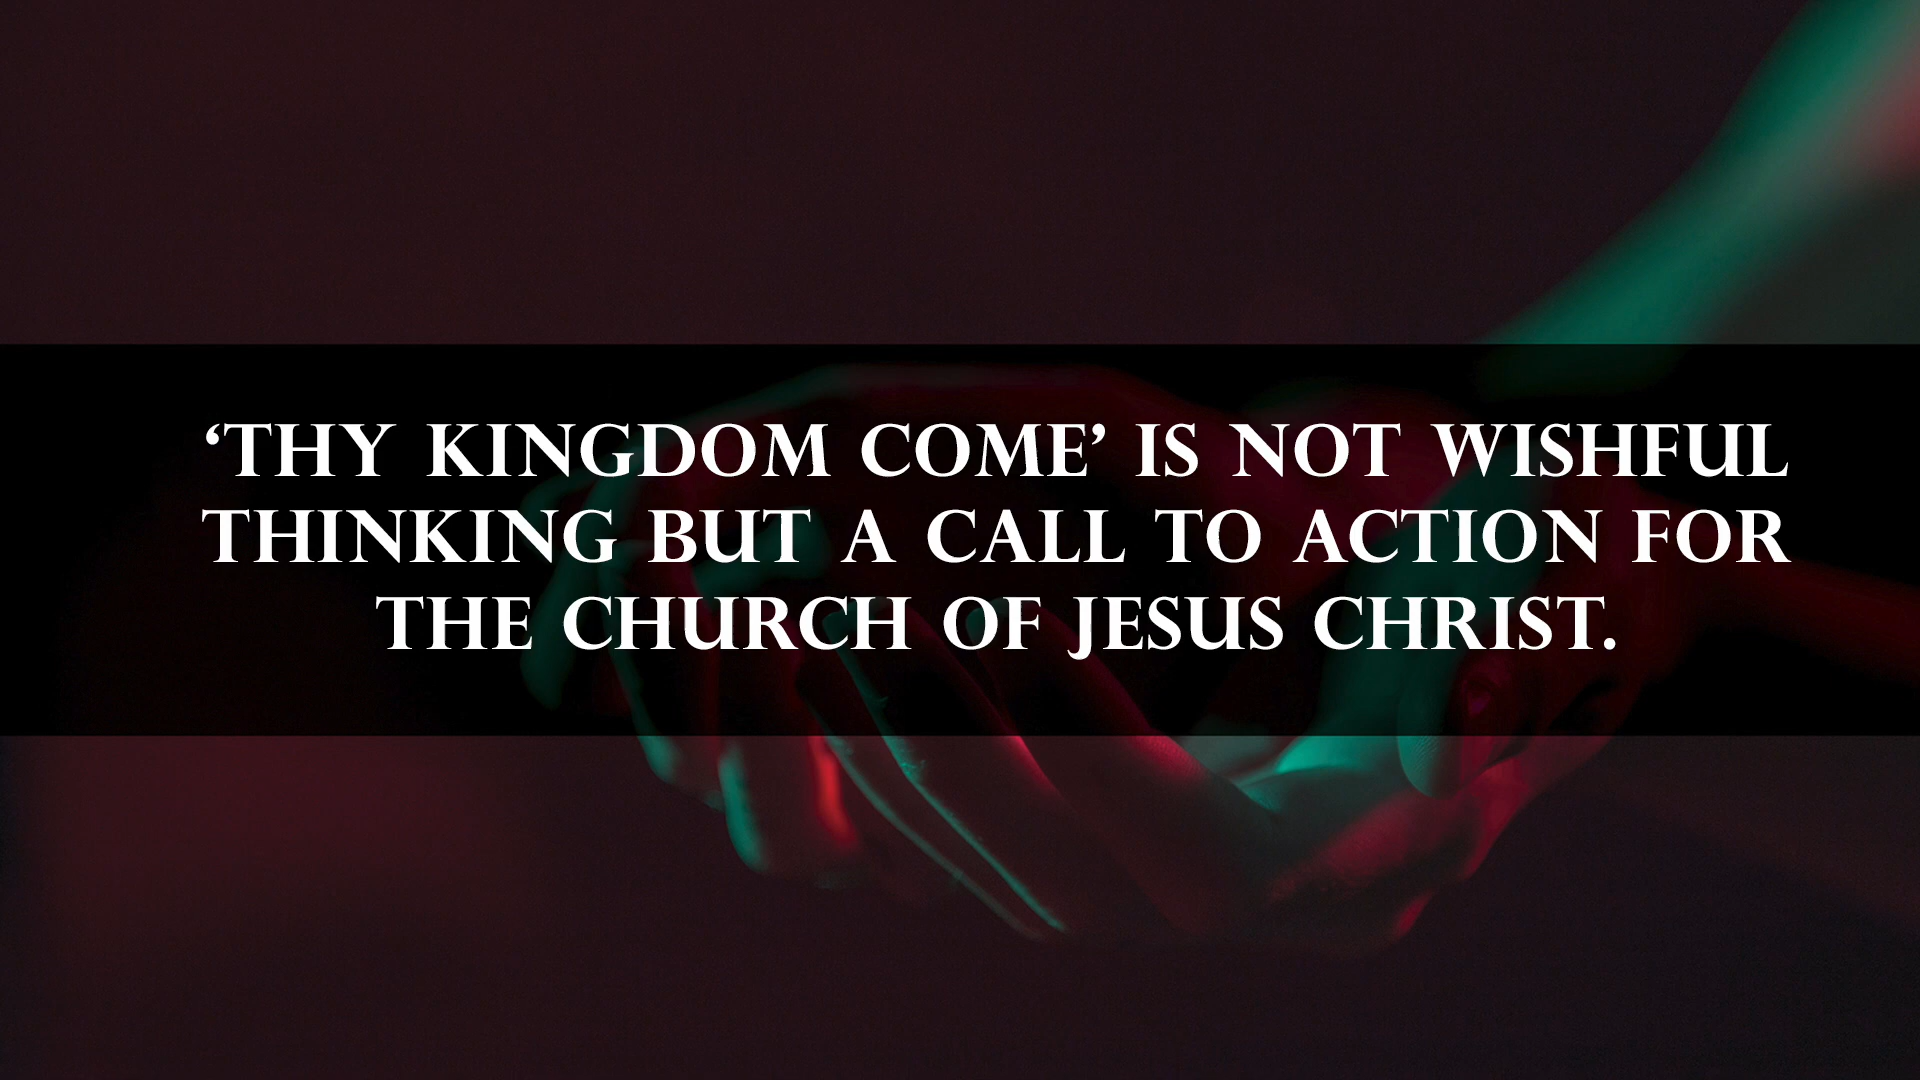 ‘THY KINGDOM COME’ IS NOT WISHFUL
THINKING BUT A CALL TO ACTION FOR
THE CHURCH OF JESUS CHRIST.